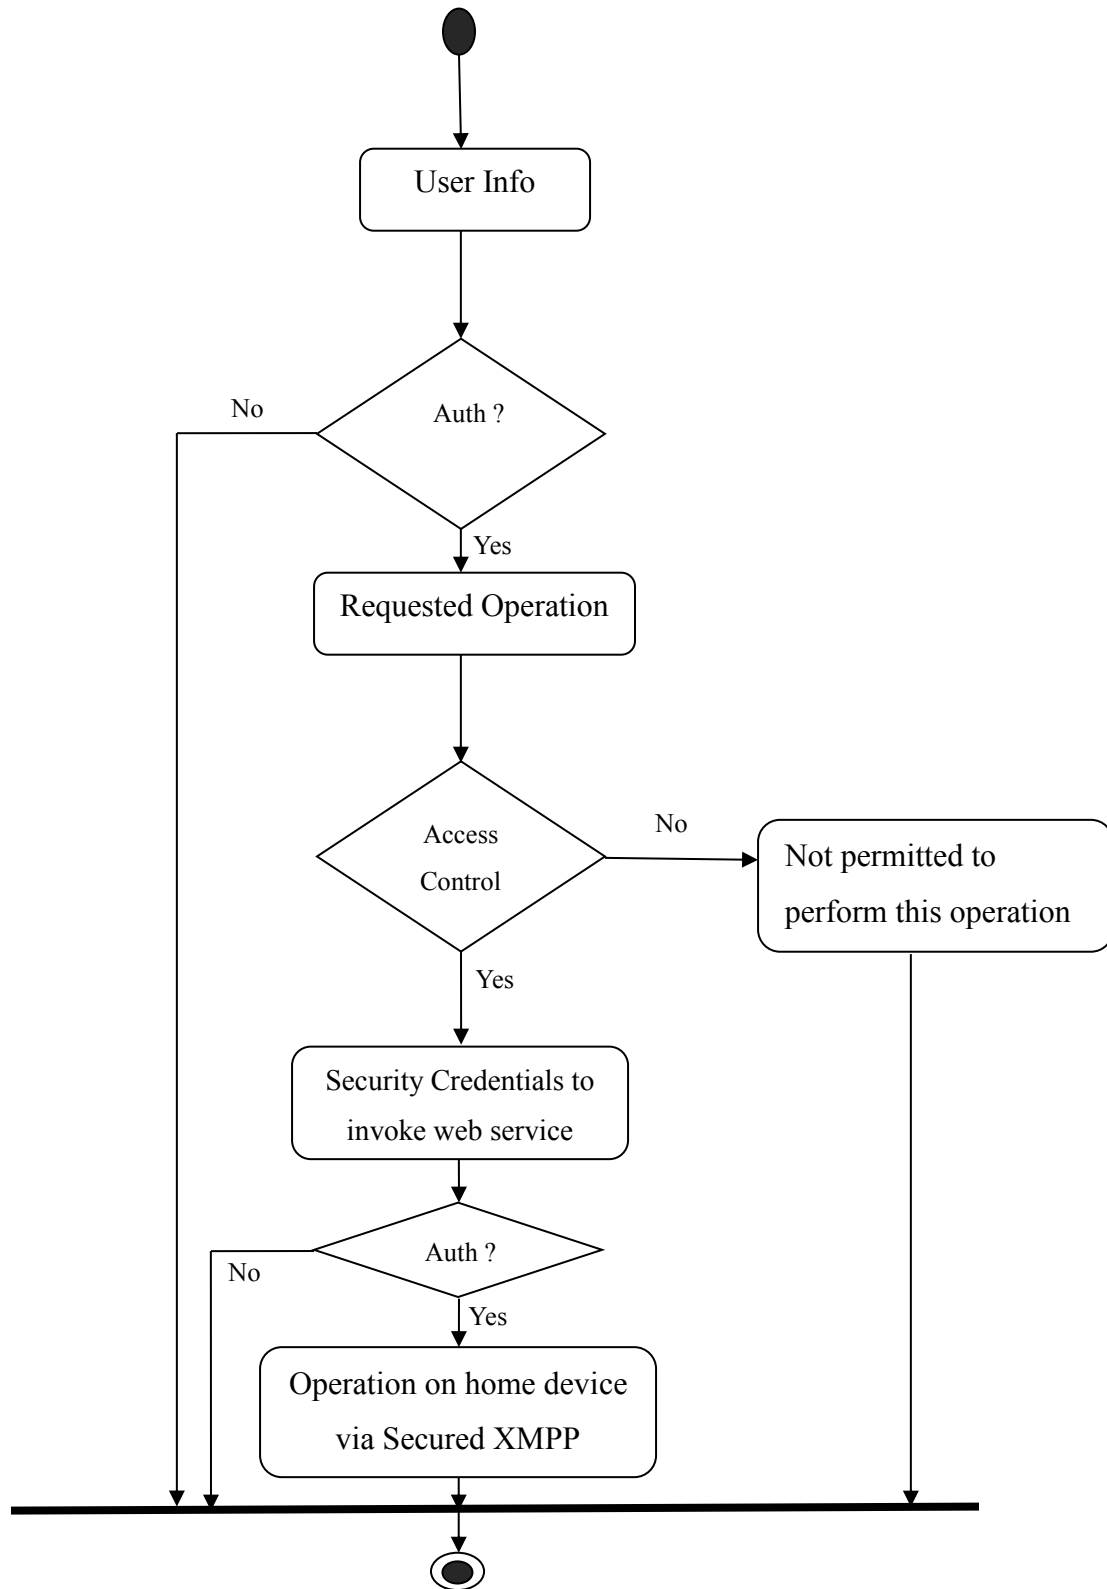 User Info
Auth ?
No
Yes
Requested Operation
Access
Control
No
Not permitted to
perform this operation
Yes
Security Credentials to
invoke web service
Auth ?
No
Yes
Operation on home device
via Secured XMPP